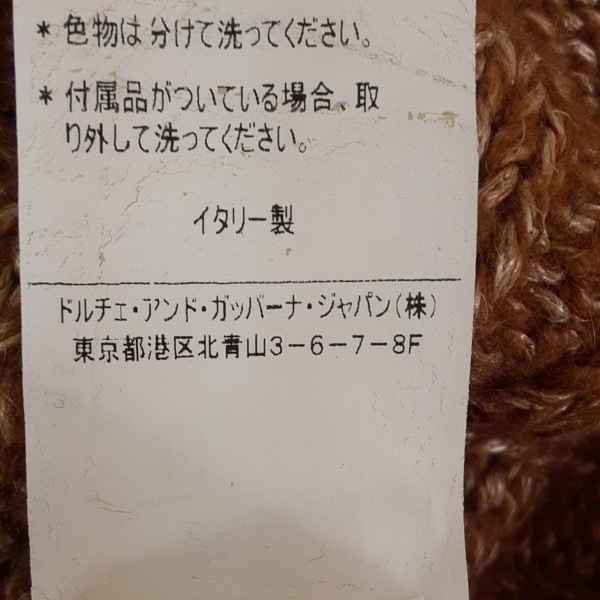 * 色物は分けて洗ってください。
* 付属品がついている場合、取
り外して洗ってください。
イタリー製
ドルチェ・アンド・ガッバーナ・ジャパン(株)
東京都港区北青山3-6-7-8F